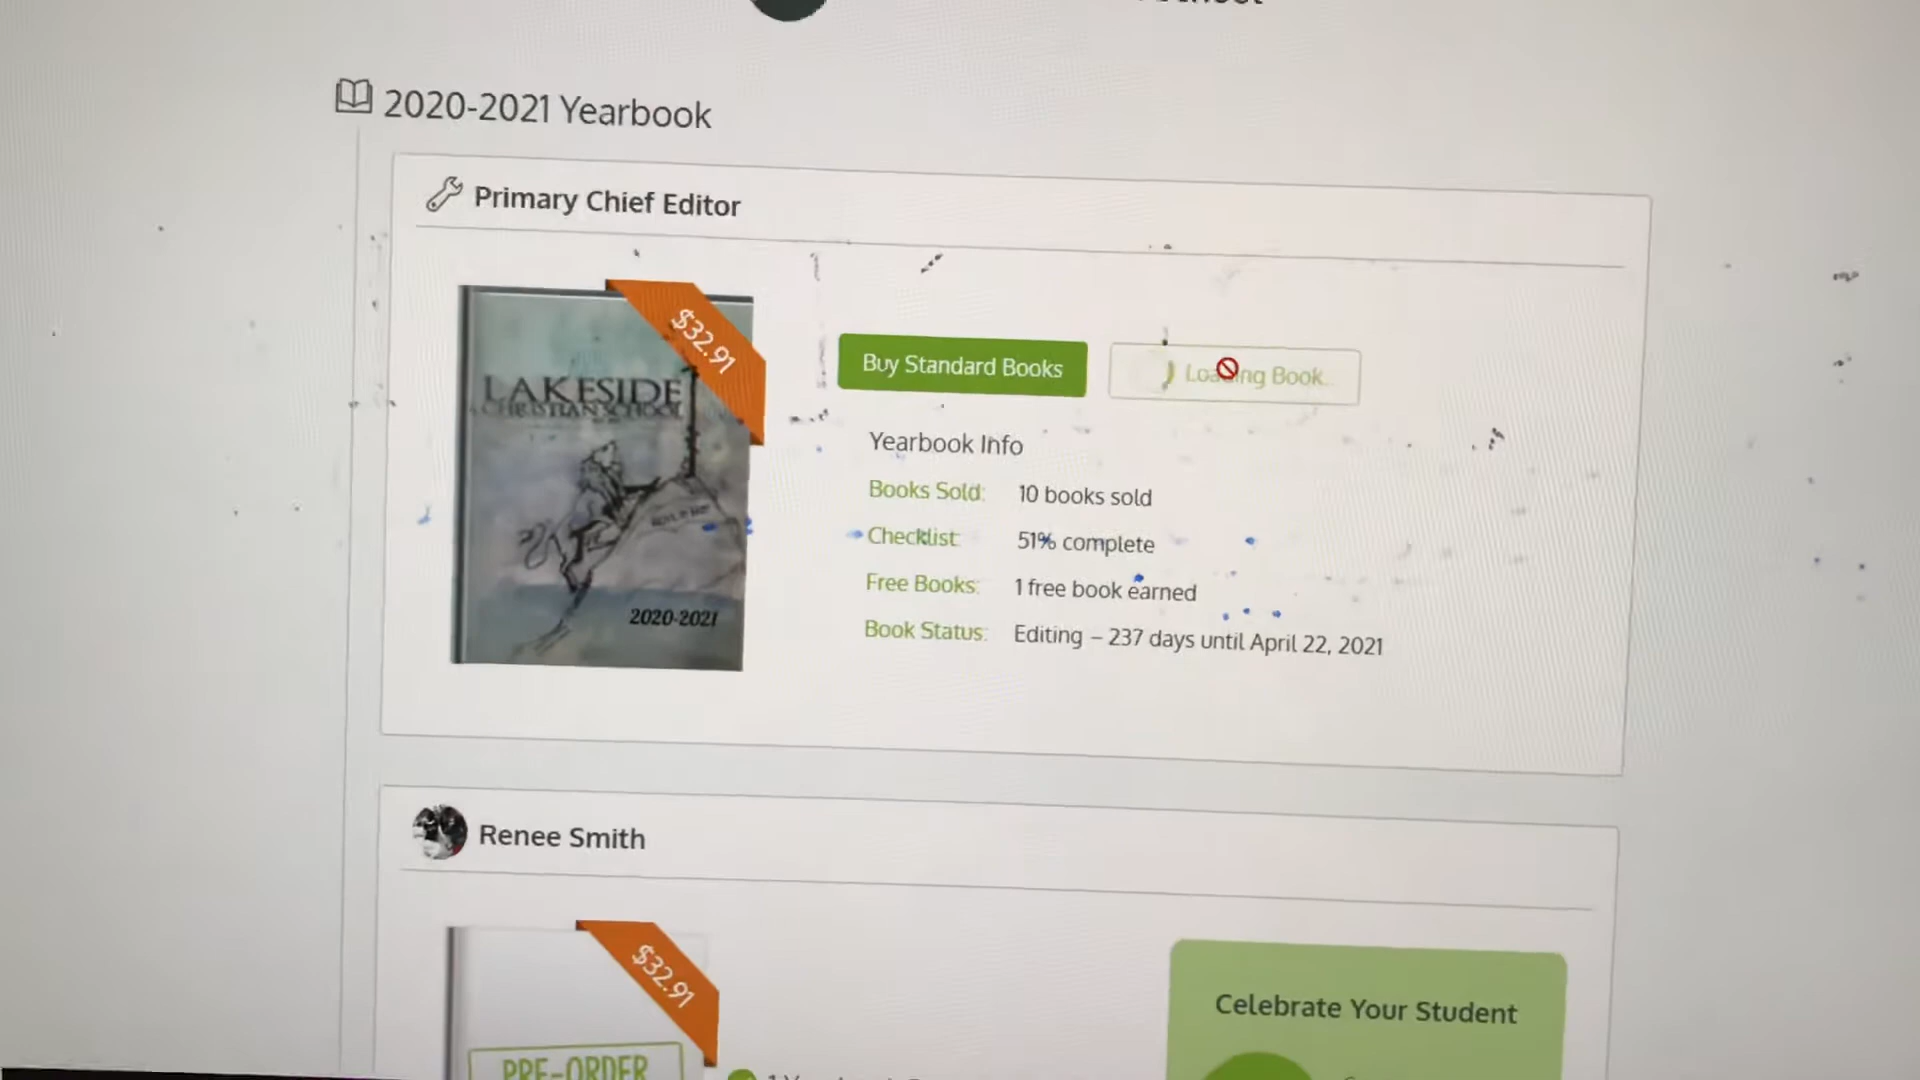 2020-2021 Yearbook
Primary Chief Editor
$32.91
LAKESIDE
CHRISTIAN SCHOOL
2020-2021
Buy Standard Books
Loading Book...
Yearbook Info
Books Sold: 10 books sold
Checklist: 51% complete
Free Books: 1 free book earned
Book Status: Editing – 237 days until April 22, 2021
Renee Smith
$32.91
PRE-ORDER
Celebrate Your Student